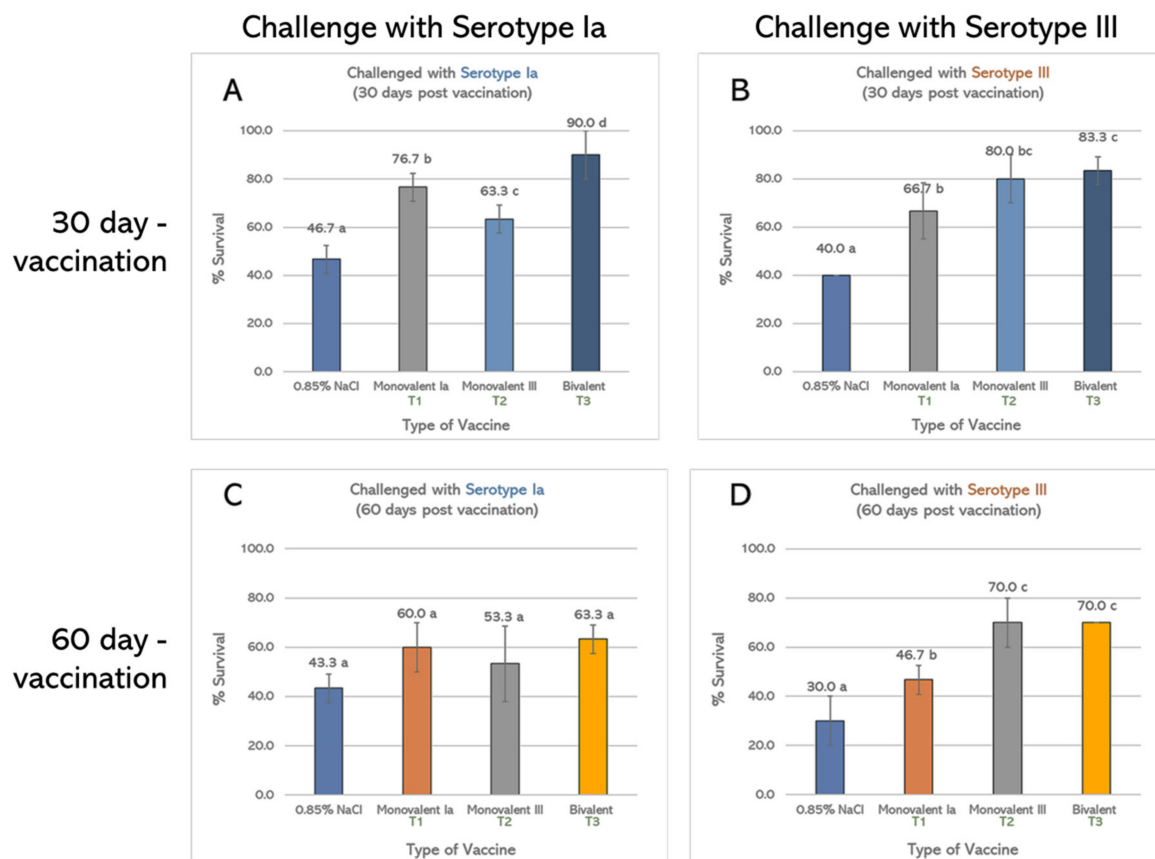 Challenge with Serotype Ia
Challenge with Serotype III
30 day -
vaccination
A
Challenged with Serotype Ia
(30 days post vaccination)
% Survival
100.0
80.0
60.0
40.0
20.0
0.0
46.7 a
76.7 b
63.3 c
90.0 d
0.85% NaCl
Monovalent Ia
T1
Monovalent III
T2
Bivalent
T3
Type of Vaccine
B
Challenged with Serotype III
(30 days post vaccination)
% Survival
100.0
80.0
60.0
40.0
20.0
0.0
40.0 a
66.7 b
80.0 bc
83.3 c
0.85% NaCl
Monovalent Ia
T1
Monovalent III
T2
Bivalent
T3
Type of Vaccine
60 day -
vaccination
C
Challenged with Serotype Ia
(60 days post vaccination)
% Survival
100.0
80.0
60.0
40.0
20.0
0.0
43.3 a
60.0 a
53.3 a
63.3 a
0.85% NaCl
Monovalent Ia
T1
Monovalent III
T2
Bivalent
T3
Type of Vaccine
D
Challenged with Serotype III
(60 days post vaccination)
% Survival
100.0
80.0
60.0
40.0
20.0
0.0
30.0 a
46.7 b
70.0 c
70.0 c
0.85% NaCl
Monovalent Ia
T1
Monovalent III
T2
Bivalent
T3
Type of Vaccine